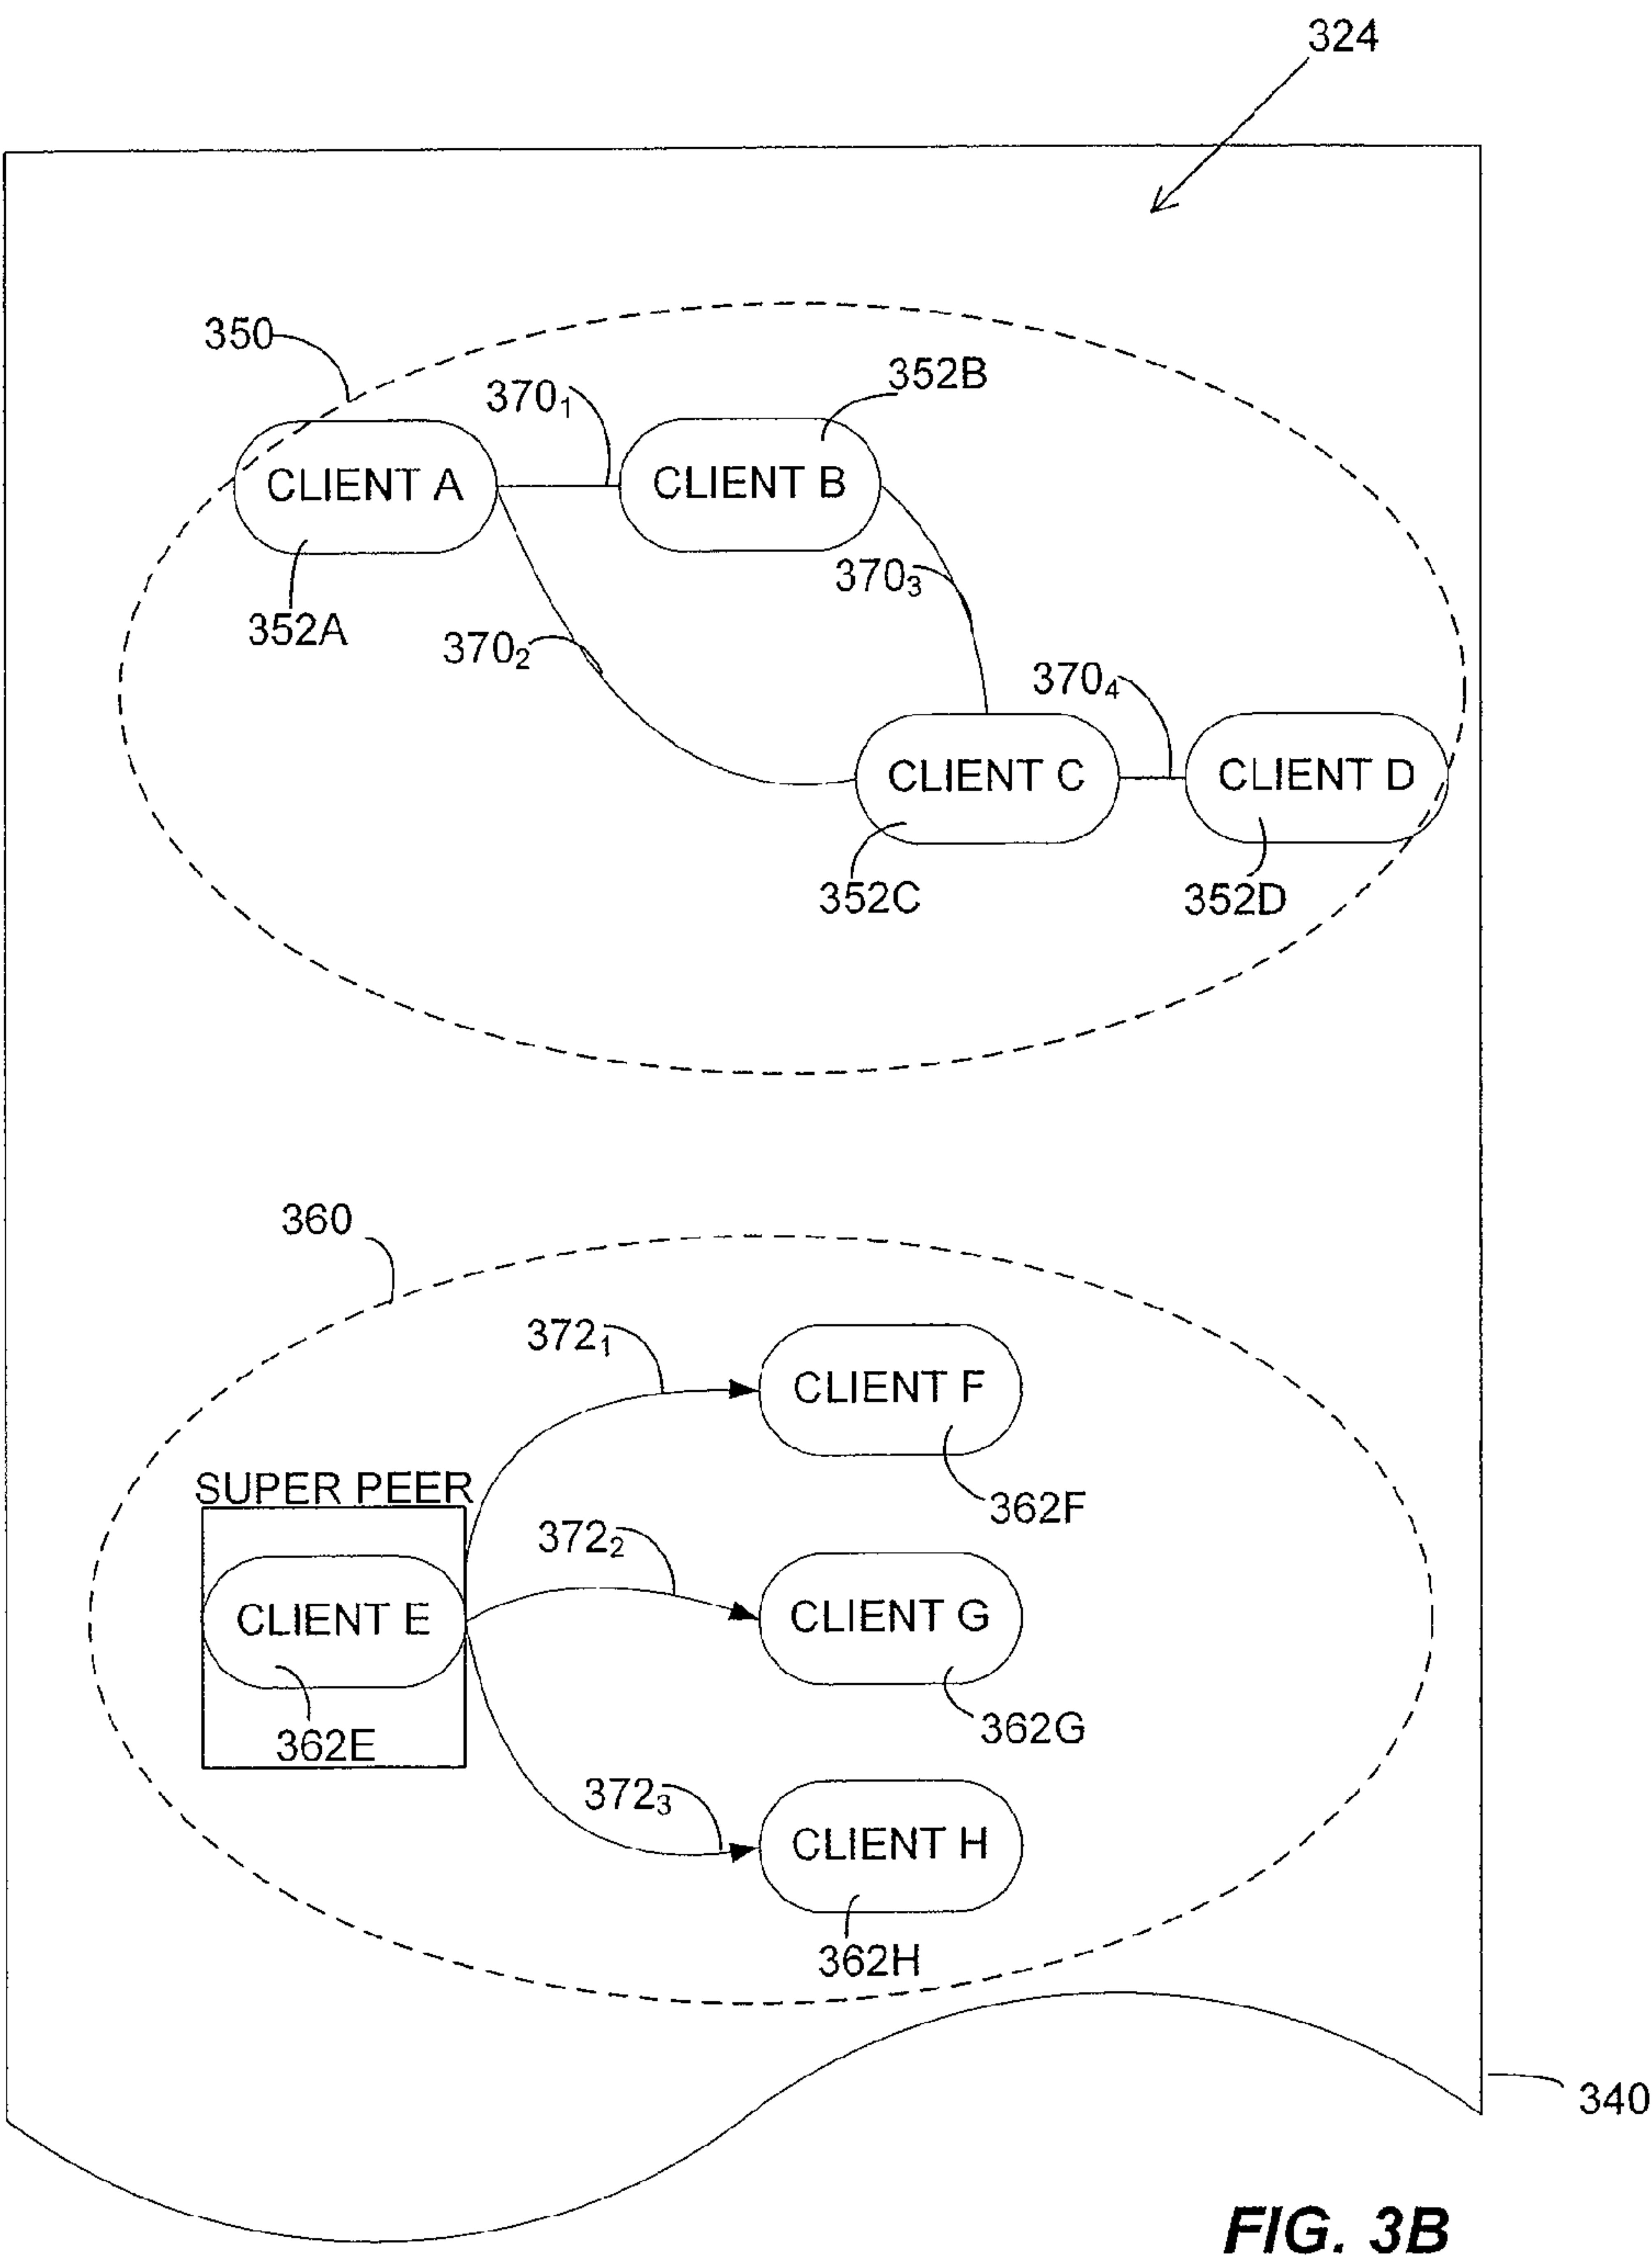 324
350
370₁
352B
CLIENT A
CLIENT B
370₃
352A
370₂
370₄
CLIENT C
CLIENT D
352C
352D
360
372₁
CLIENT F
SUPER PEER
362F
372₂
CLIENT E
CLIENT G
362G
362E
372₃
CLIENT H
362H
340
FIG. 3B